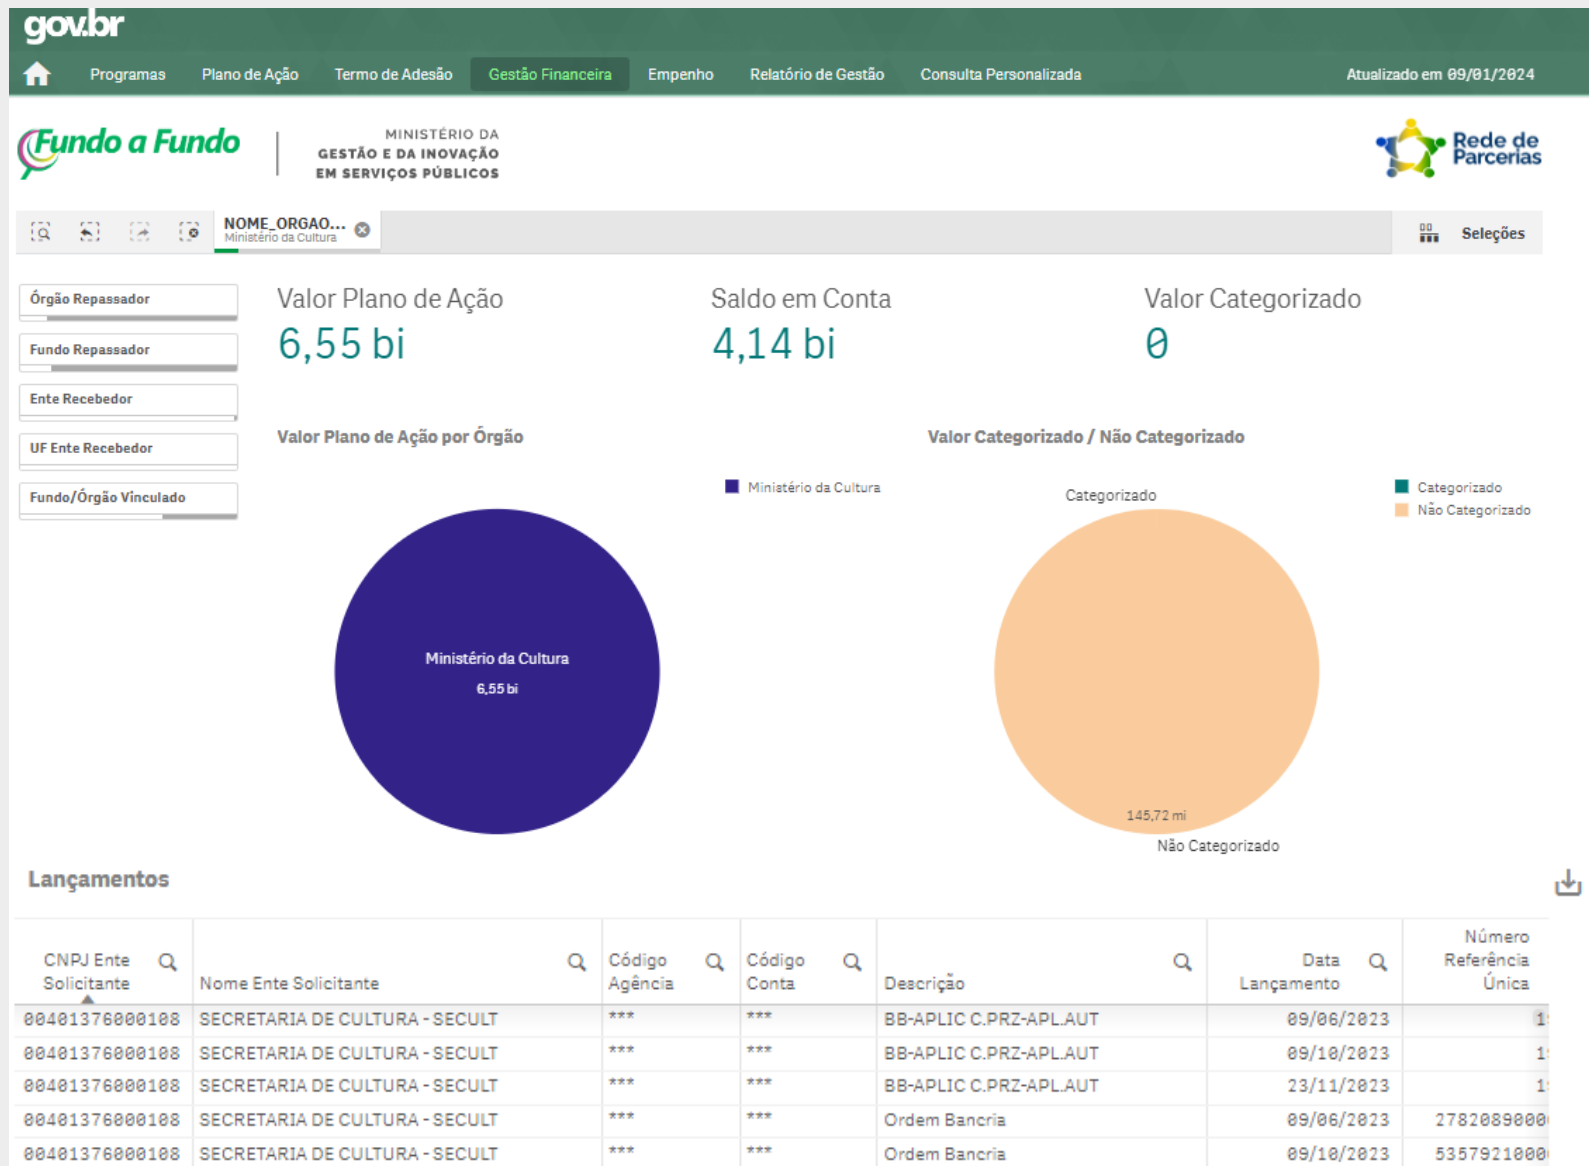 gov.br
Programas Plano de Ação Termo de Adesão Gestão Financeira Empenho Relatório de Gestão Consulta Personalizada Atualizado em 09/01/2024
Fundo a Fundo
MINISTÉRIO DA
GESTÃO E DA INOVAÇÃO
EM SERVIÇOS PÚBLICOS
Rede de
Parcerias
NOME_ORGAO...
Ministério da Cultura
Seleções
Órgão Repassador
Fundo Repassador
Ente Recebedor
UF Ente Recebedor
Fundo/Órgão Vinculado
Valor Plano de Ação
6,55 bi
Saldo em Conta
4,14 bi
Valor Categorizado
0
Valor Plano de Ação por Órgão
Ministério da Cultura
Ministério da Cultura
6,55 bi
Valor Categorizado / Não Categorizado
Categorizado
Categorizado
Não Categorizado
145,72 mi
Não Categorizado
Lançamentos
CNPJ Ente
Solicitante
Nome Ente Solicitante
Código
Agência
Código
Conta
Descrição
Data
Lançamento
Número
Referência
Única
00401376000108 SECRETARIA DE CULTURA - SECULT *** *** BB-APLIC C.PRZ-APL.AUT 09/06/2023 1
00401376000108 SECRETARIA DE CULTURA - SECULT *** *** BB-APLIC C.PRZ-APL.AUT 09/10/2023 1
00401376000108 SECRETARIA DE CULTURA - SECULT *** *** BB-APLIC C.PRZ-APL.AUT 23/11/2023 1
00401376000108 SECRETARIA DE CULTURA - SECULT *** *** Ordem Bancria 09/06/2023 2782089000
00401376000108 SECRETARIA DE CULTURA - SECULT *** *** Ordem Bancria 09/10/2023 5357921000